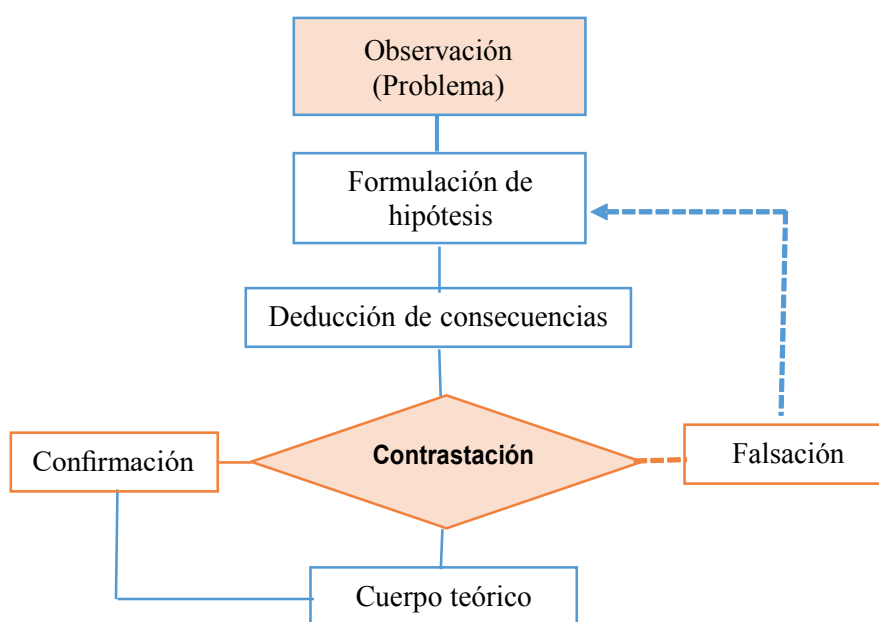 Observación
(Problema)
Formulación de
hipótesis
Deducción de consecuencias
Confirmación
Contrastación
Falsación
Cuerpo teórico